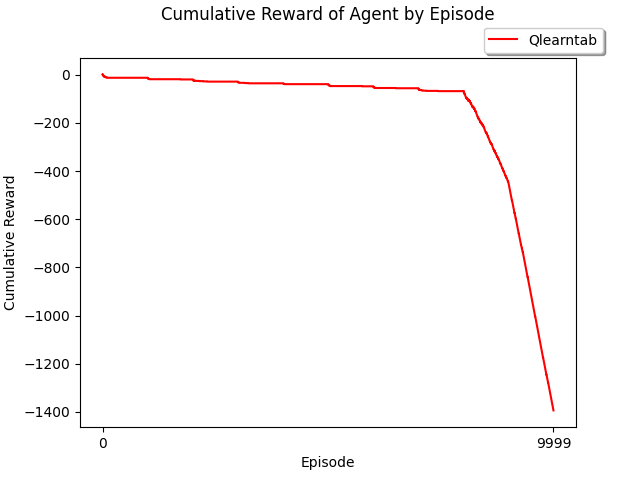 Cumulative Reward of Agent by Episode
Qlearntab
0
−200
−400
−600
−800
−1000
−1200
−1400
Cumulative Reward
0
9999
Episode